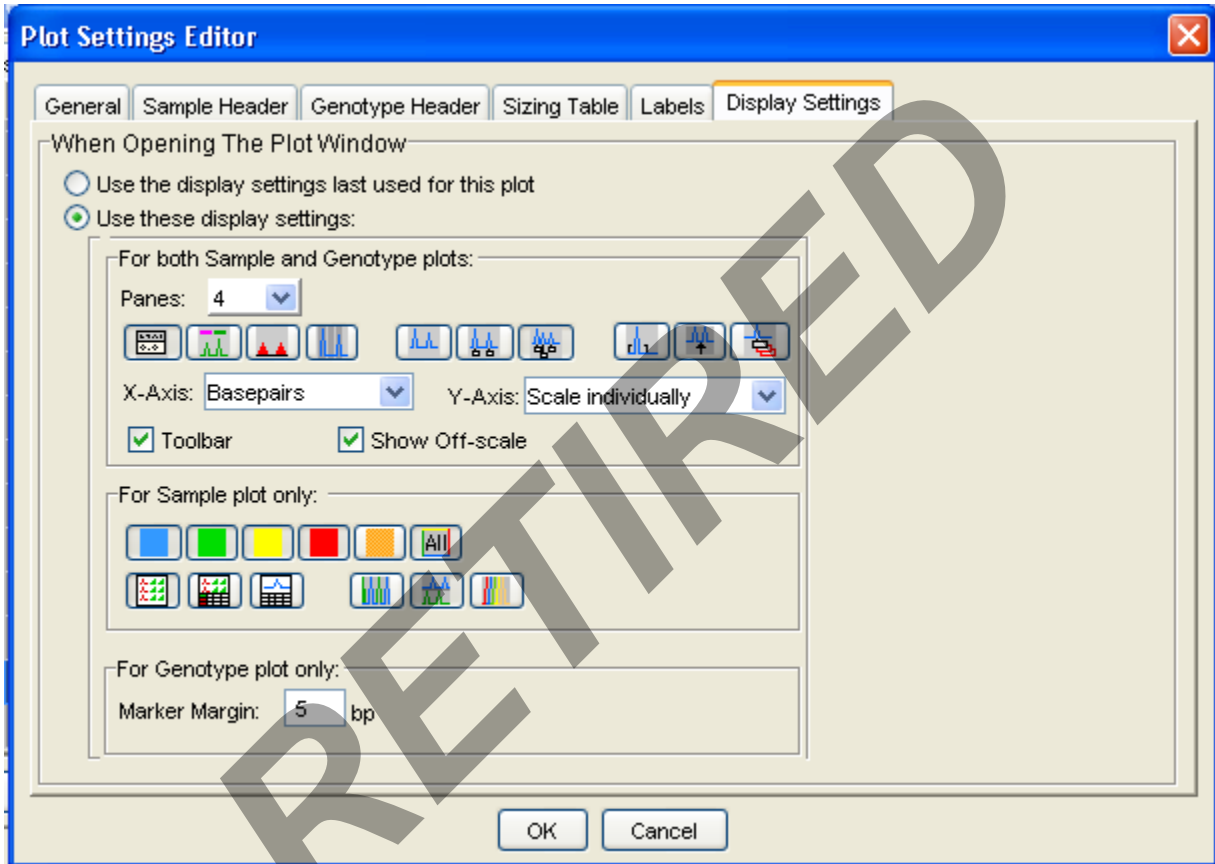 Plot Settings Editor
General Sample Header Genotype Header Sizing Table Labels Display Settings
When Opening The Plot Window
Use the display settings last used for this plot
Use these display settings:
For both Sample and Genotype plots:
Panes: 4
X-Axis: Basepairs Y-Axis: Scale individually
Toolbar Show Off-scale
For Sample plot only:
All
For Genotype plot only:
Marker Margin: 5 bp
OK Cancel
RETIRED